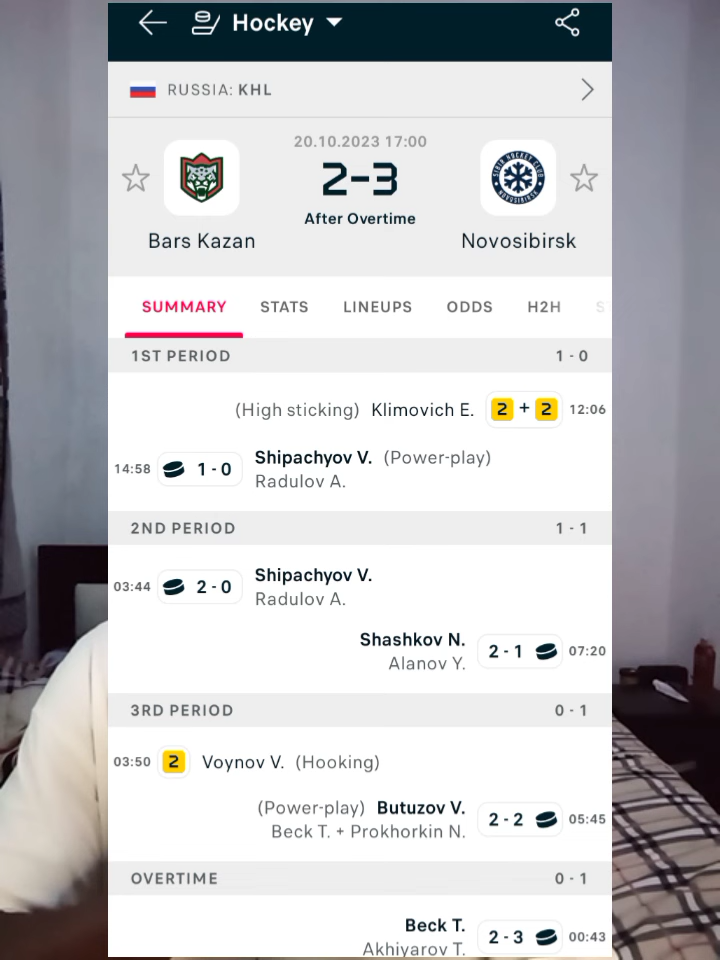 Hockey
RUSSIA: KHL
20.10.2023 17:00
2-3
After Overtime
SIBIR HOCKEY CLUB
NOVOSIBIRSK
Bars Kazan
Novosibirsk
SUMMARY STATS LINEUPS ODDS H2H S
1ST PERIOD 1 - 0
(High sticking) Klimovich E. 2 + 2 12:06
14:58 1 - 0 Shipachyov V. (Power-play)
Radulov A.
2ND PERIOD 1 - 1
03:44 2 - 0 Shipachyov V.
Radulov A.
Shashkov N. 2 - 1 07:20
Alanov Y.
3RD PERIOD 0 - 1
03:50 2 Voynov V. (Hooking)
(Power-play) Butuzov V. 2 - 2 05:45
Beck T. + Prokhorkin N.
OVERTIME 0 - 1
Beck T. 2 - 3 00:43
Akhiyarov T.